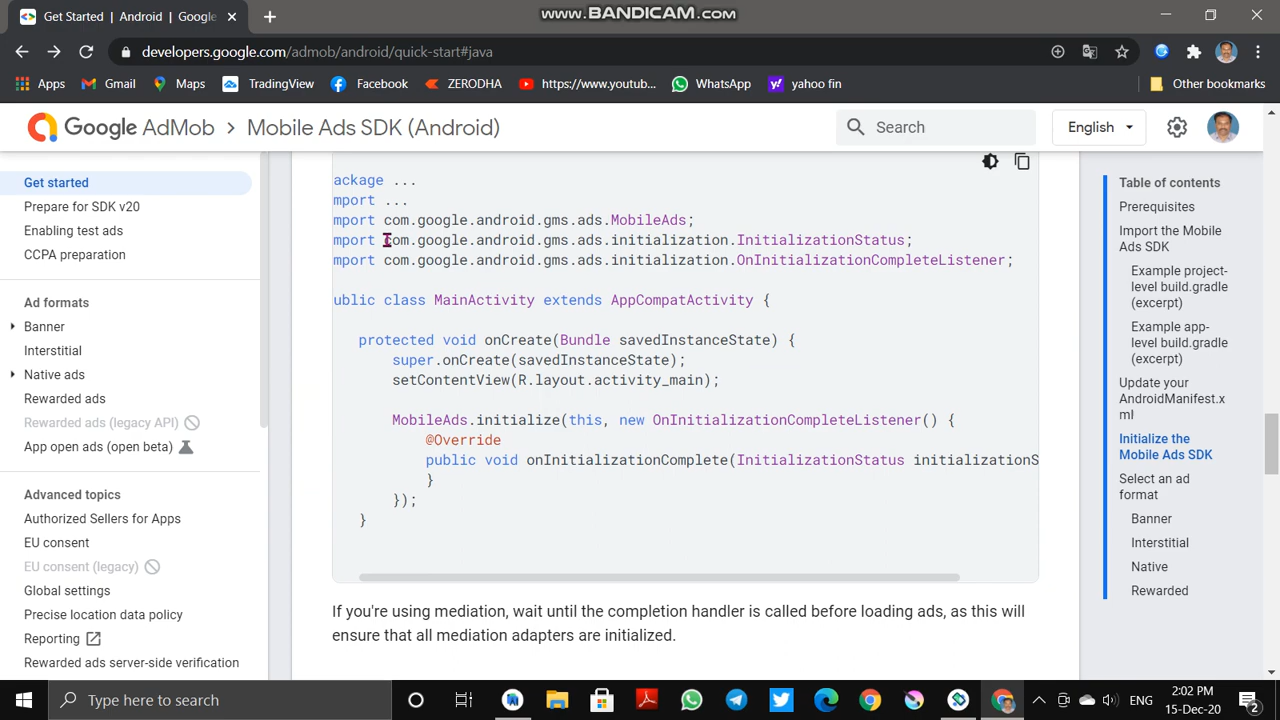 WWW.BANDICAM.COM
Get Started | Android | Google
developers.google.com/admob/android/quick-start#java
Apps Gmail Maps TradingView Facebook ZERODHA https://www.youtub... WhatsApp yahoo fin Other bookmarks
Google AdMob > Mobile Ads SDK (Android)
Search
English
Get started
Prepare for SDK v20
Enabling test ads
CCPA preparation
Ad formats
Banner
Interstitial
Native ads
Rewarded ads
Rewarded ads (legacy API)
App open ads (open beta)
Advanced topics
Authorized Sellers for Apps
EU consent
EU consent (legacy)
Global settings
Precise location data policy
Reporting
Rewarded ads server-side verification
ackage ...
mport ...
mport com.google.android.gms.ads.MobileAds;
mport com.google.android.gms.ads.initialization.InitializationStatus;
mport com.google.android.gms.ads.initialization.OnInitializationCompleteListener;
ublic class MainActivity extends AppCompatActivity {
protected void onCreate(Bundle savedInstanceState) {
super.onCreate(savedInstanceState);
setContentView(R.layout.activity_main);
MobileAds.initialize(this, new OnInitializationCompleteListener() {
@Override
public void onInitializationComplete(InitializationStatus initializationS
}
});
}
If you're using mediation, wait until the completion handler is called before loading ads, as this will
ensure that all mediation adapters are initialized.
Table of contents
Prerequisites
Import the Mobile
Ads SDK
Example project-
level build.gradle
(excerpt)
Example app-
level build.gradle
(excerpt)
Update your
AndroidManifest.x
ml
Initialize the
Mobile Ads SDK
Select an ad
format
Banner
Interstitial
Native
Rewarded
Type here to search
ENG
2:02 PM
15-Dec-20
2